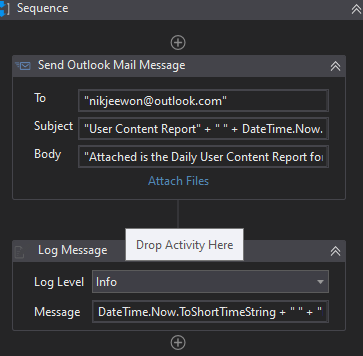 Sequence
Send Outlook Mail Message
To
"nikjeewon@outlook.com"
Subject
"User Content Report" + " " + DateTime.Now.
Body
"Attached is the Daily User Content Report for
Attach Files
Drop Activity Here
Log Message
Log Level
Info
Message
DateTime.Now.ToShortTimeString + " " + "